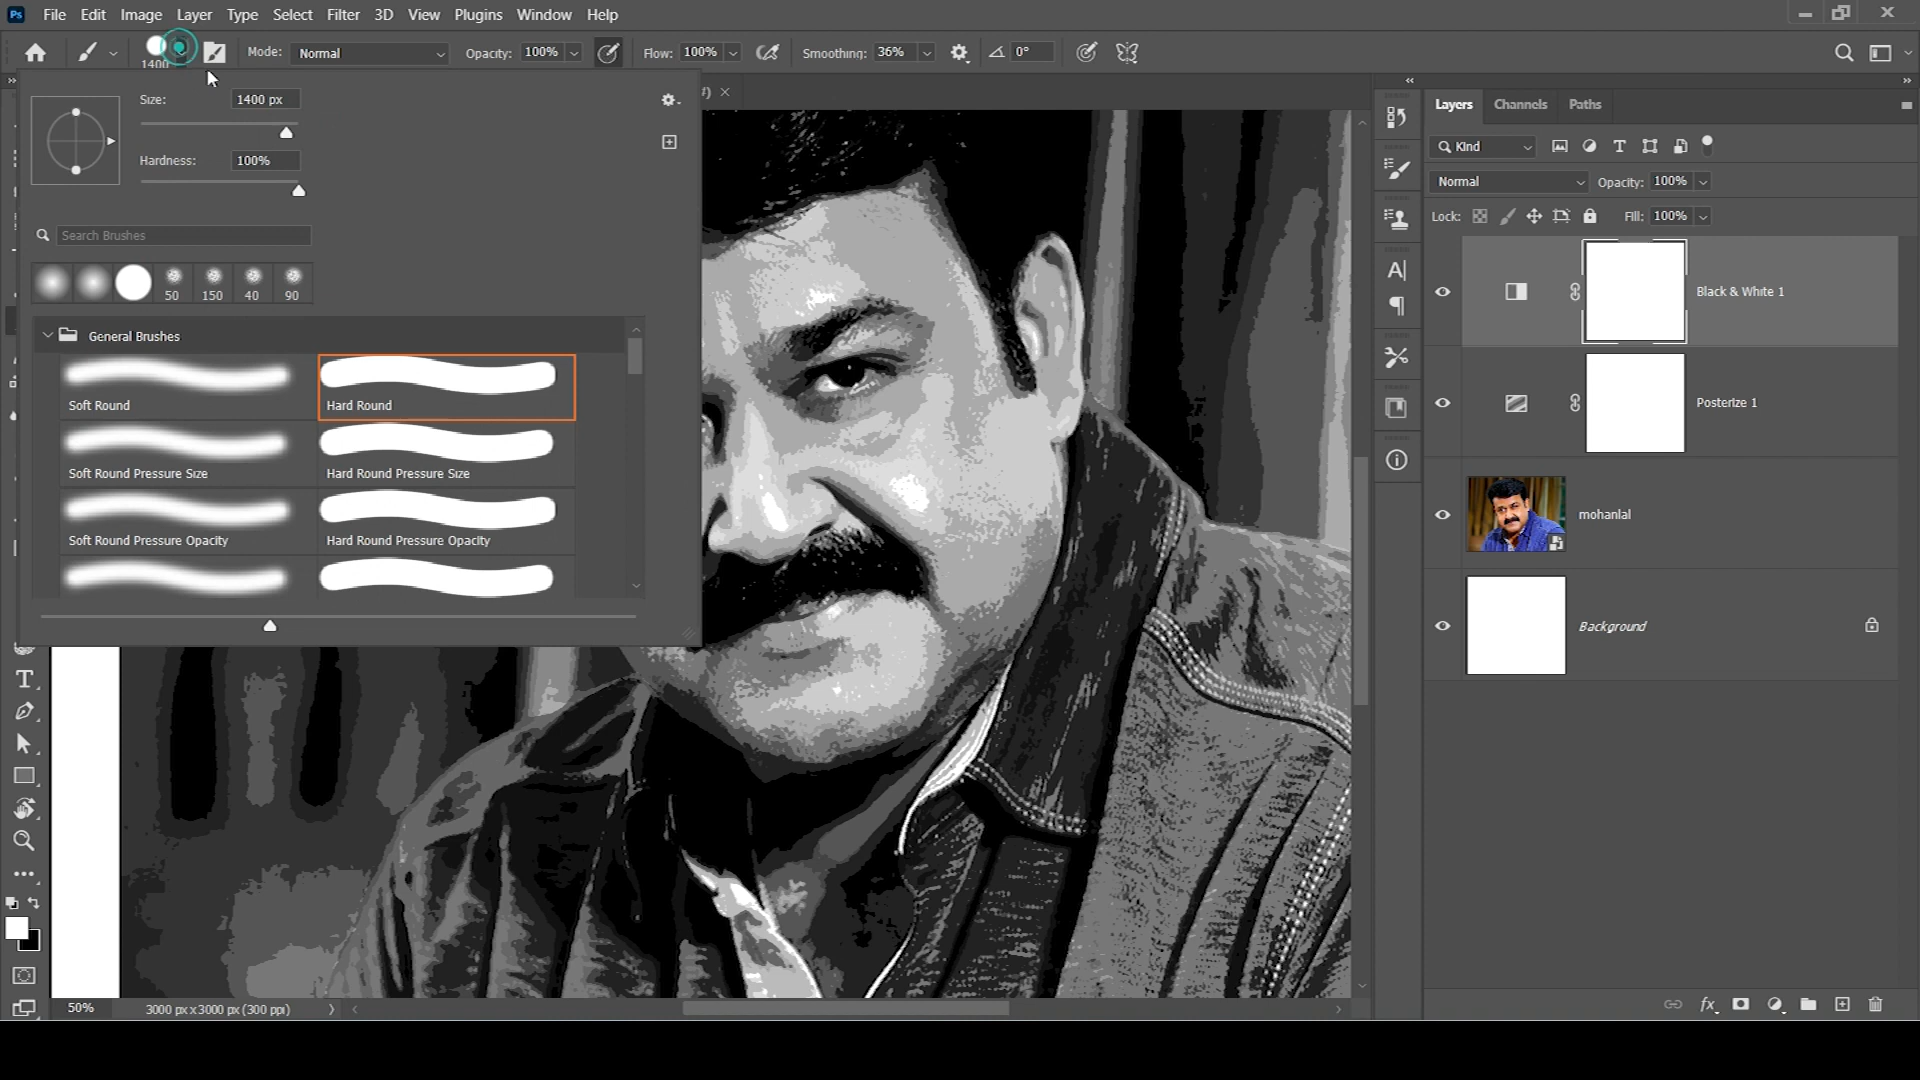 Ps File Edit Image Layer Type Select Filter 3D View Plugins Window Help
1400 Mode: Normal Opacity: 100% Flow: 100% Smoothing: 36% 0°
#)
Size: 1400 px
Hardness: 100%
Search Brushes
50 150 40 90
General Brushes
Soft Round Hard Round
Soft Round Pressure Size Hard Round Pressure Size
Soft Round Pressure Opacity Hard Round Pressure Opacity
50% 3000 px x 3000 px (300 ppi)
Layers Channels Paths
Kind
Normal Opacity: 100%
Lock: Fill: 100%
Black & White 1
Posterize 1
mohanlal
Background